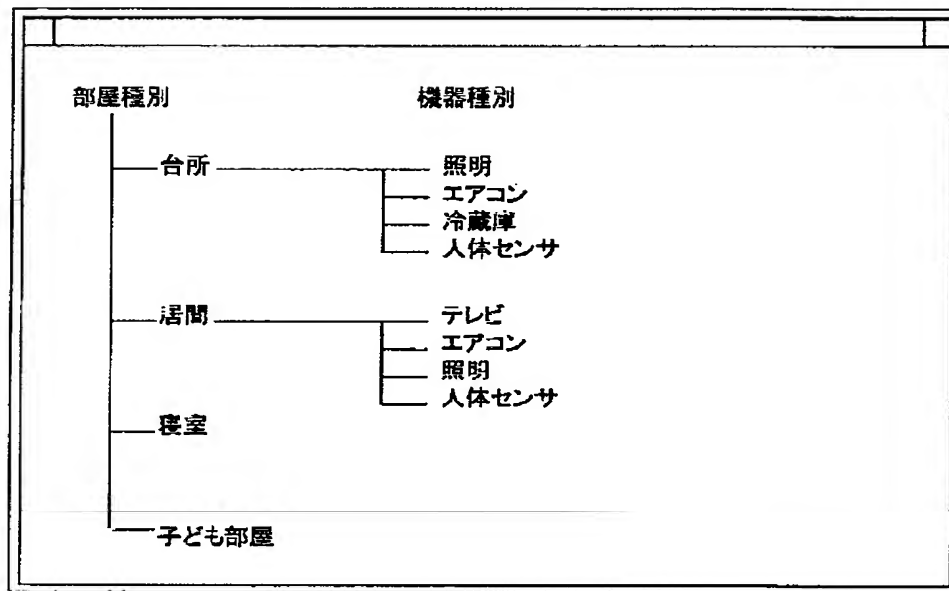 部屋種別 機器種別
台所 照明
エアコン
冷蔵庫
人体センサ
居間 テレビ
エアコン
照明
人体センサ
寝室
子ども部屋